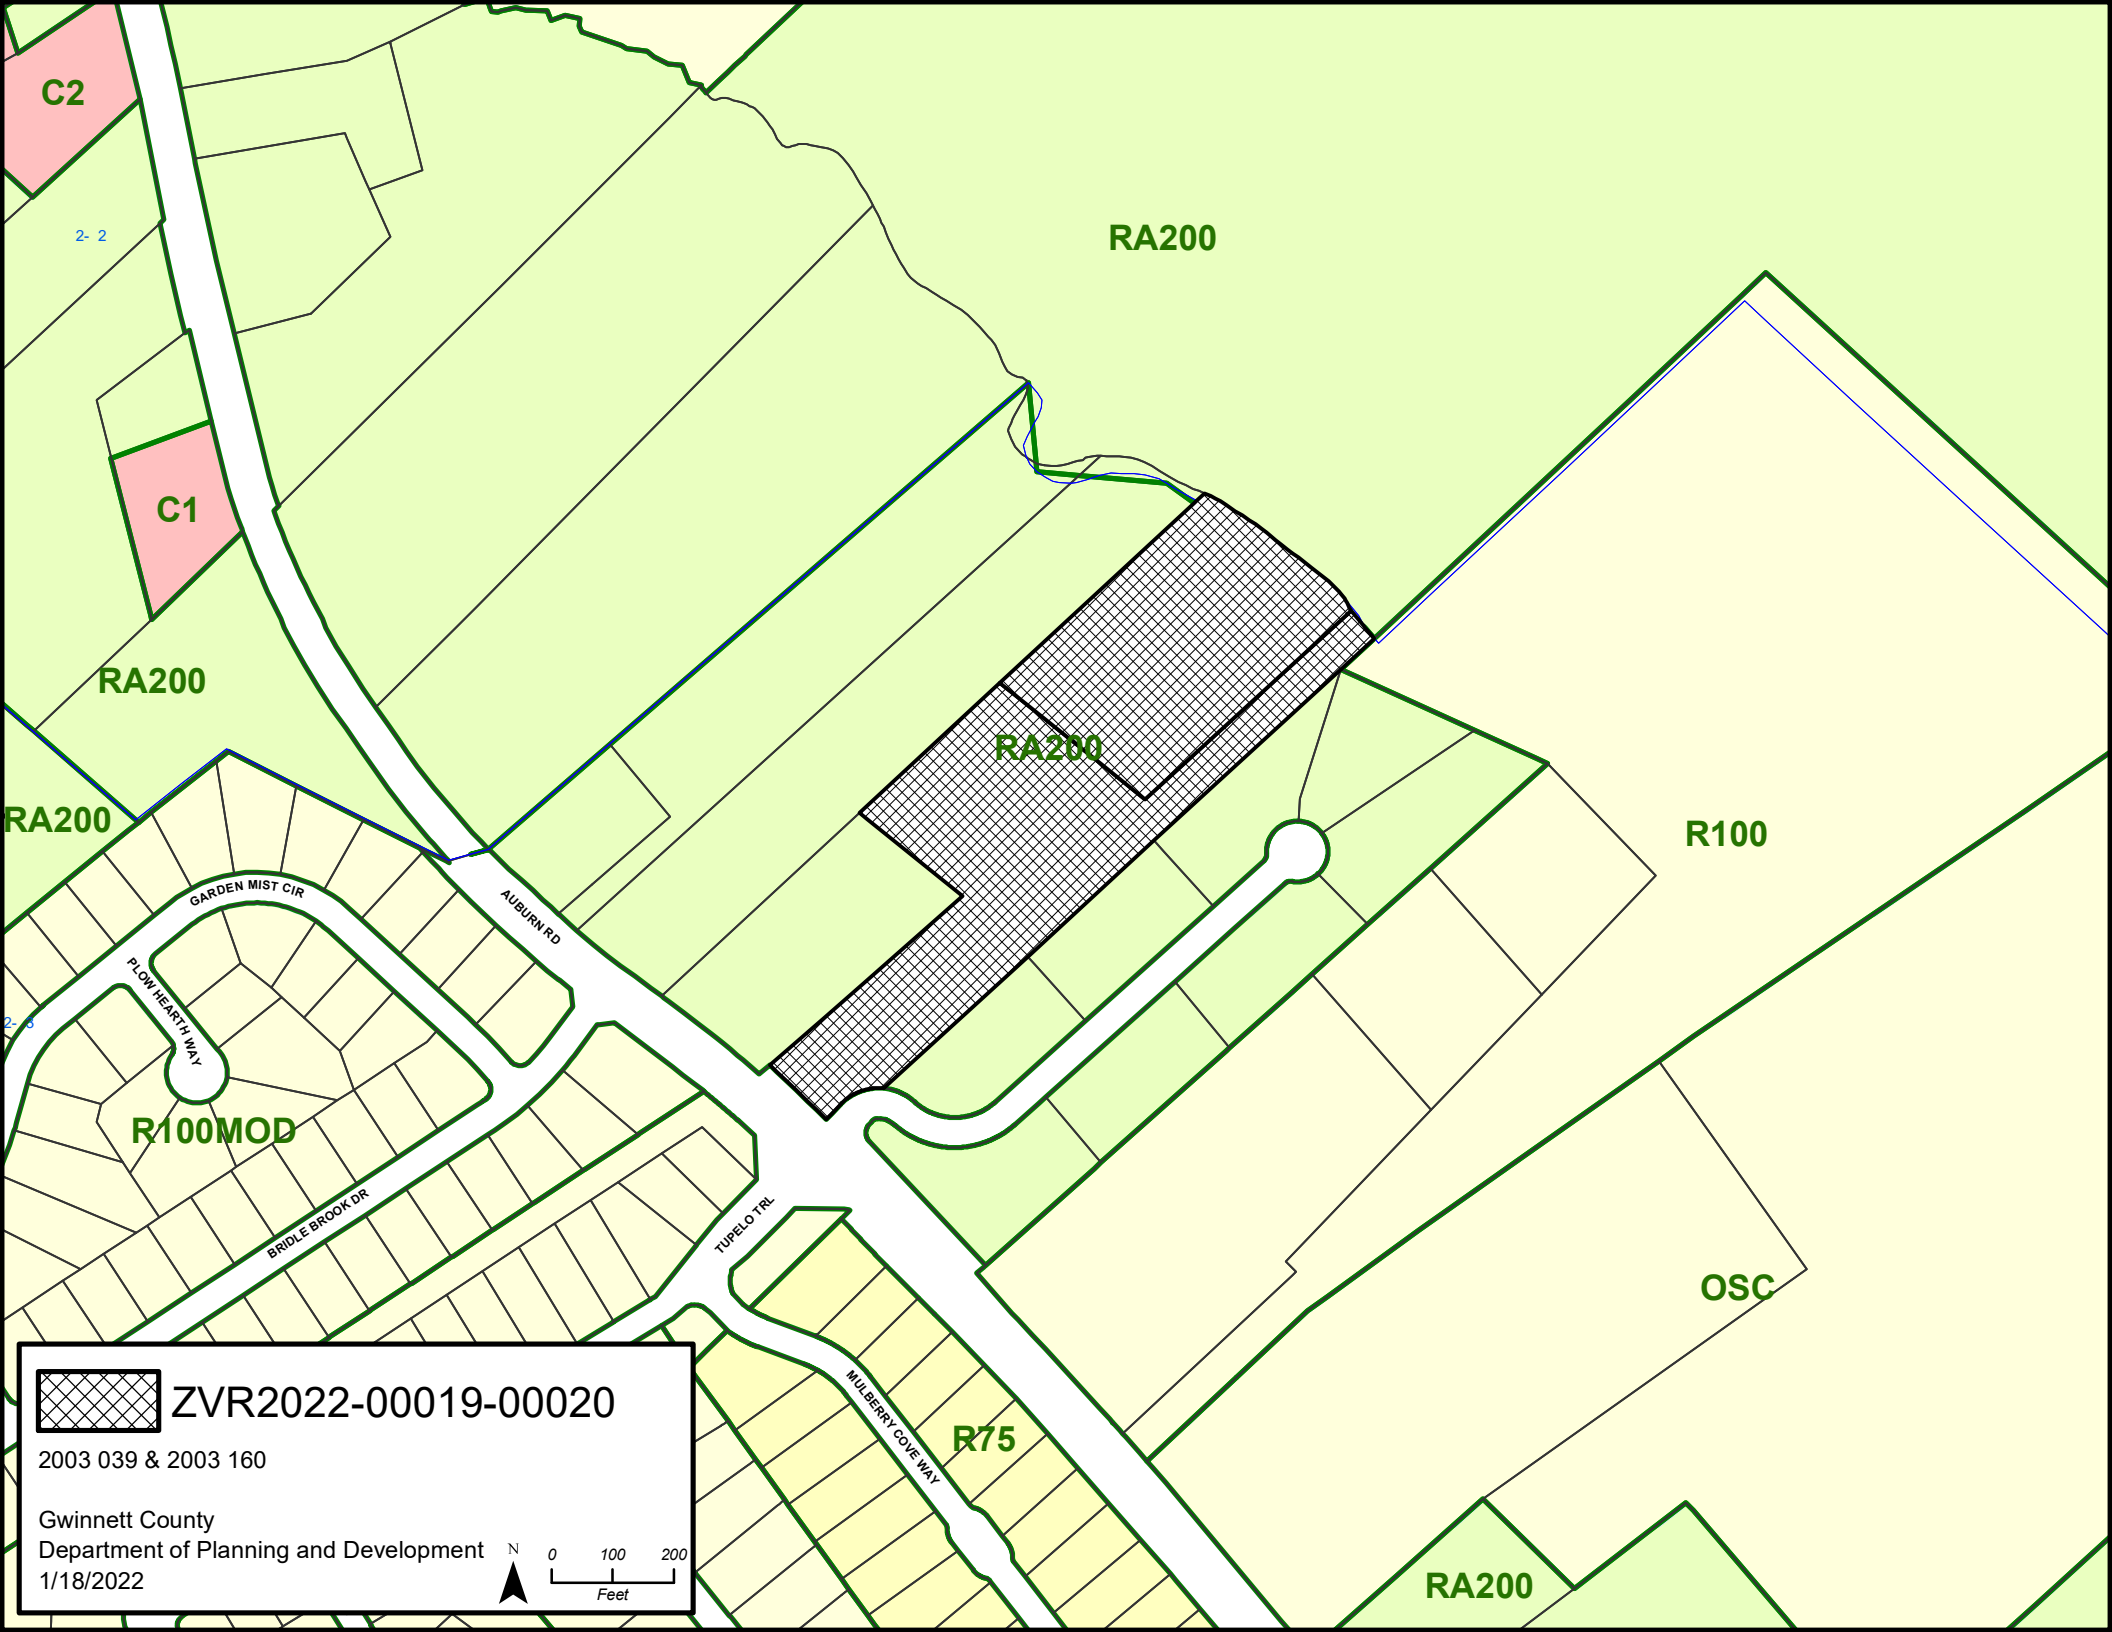 C2
2- 2
RA200
C1
RA200
RA200
RA200
R100
GARDEN MIST CIR
AUBURN RD
PLOW HEARTH WAY
2- 3
R100MOD
BRIDLE BROOK DR
TUPELO TRL
OSC
MULBERRY COVE WAY
R75
RA200
ZVR2022-00019-00020
2003 039 & 2003 160
Gwinnett County
Department of Planning and Development
1/18/2022
N
0 100 200
Feet